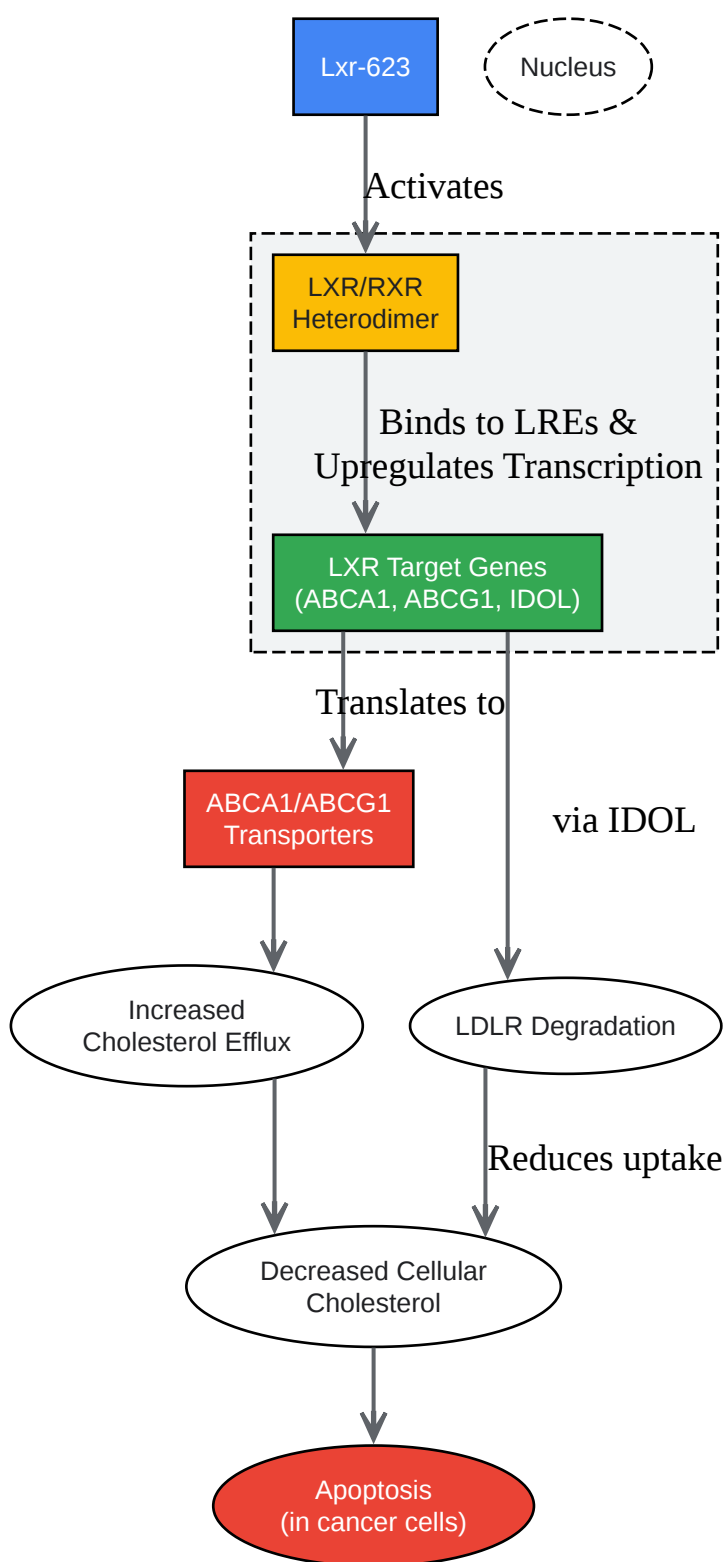 Lxr-623
Nucleus
Activates
LXR/RXR
Heterodimer
Binds to LREs &
Upregulates Transcription
LXR Target Genes
(ABCA1, ABCG1, IDOL)
Translates to
ABCA1/ABCG1
Transporters
via IDOL
Increased
Cholesterol Efflux
LDLR Degradation
Reduces uptake
Decreased Cellular
Cholesterol
Apoptosis
(in cancer cells)